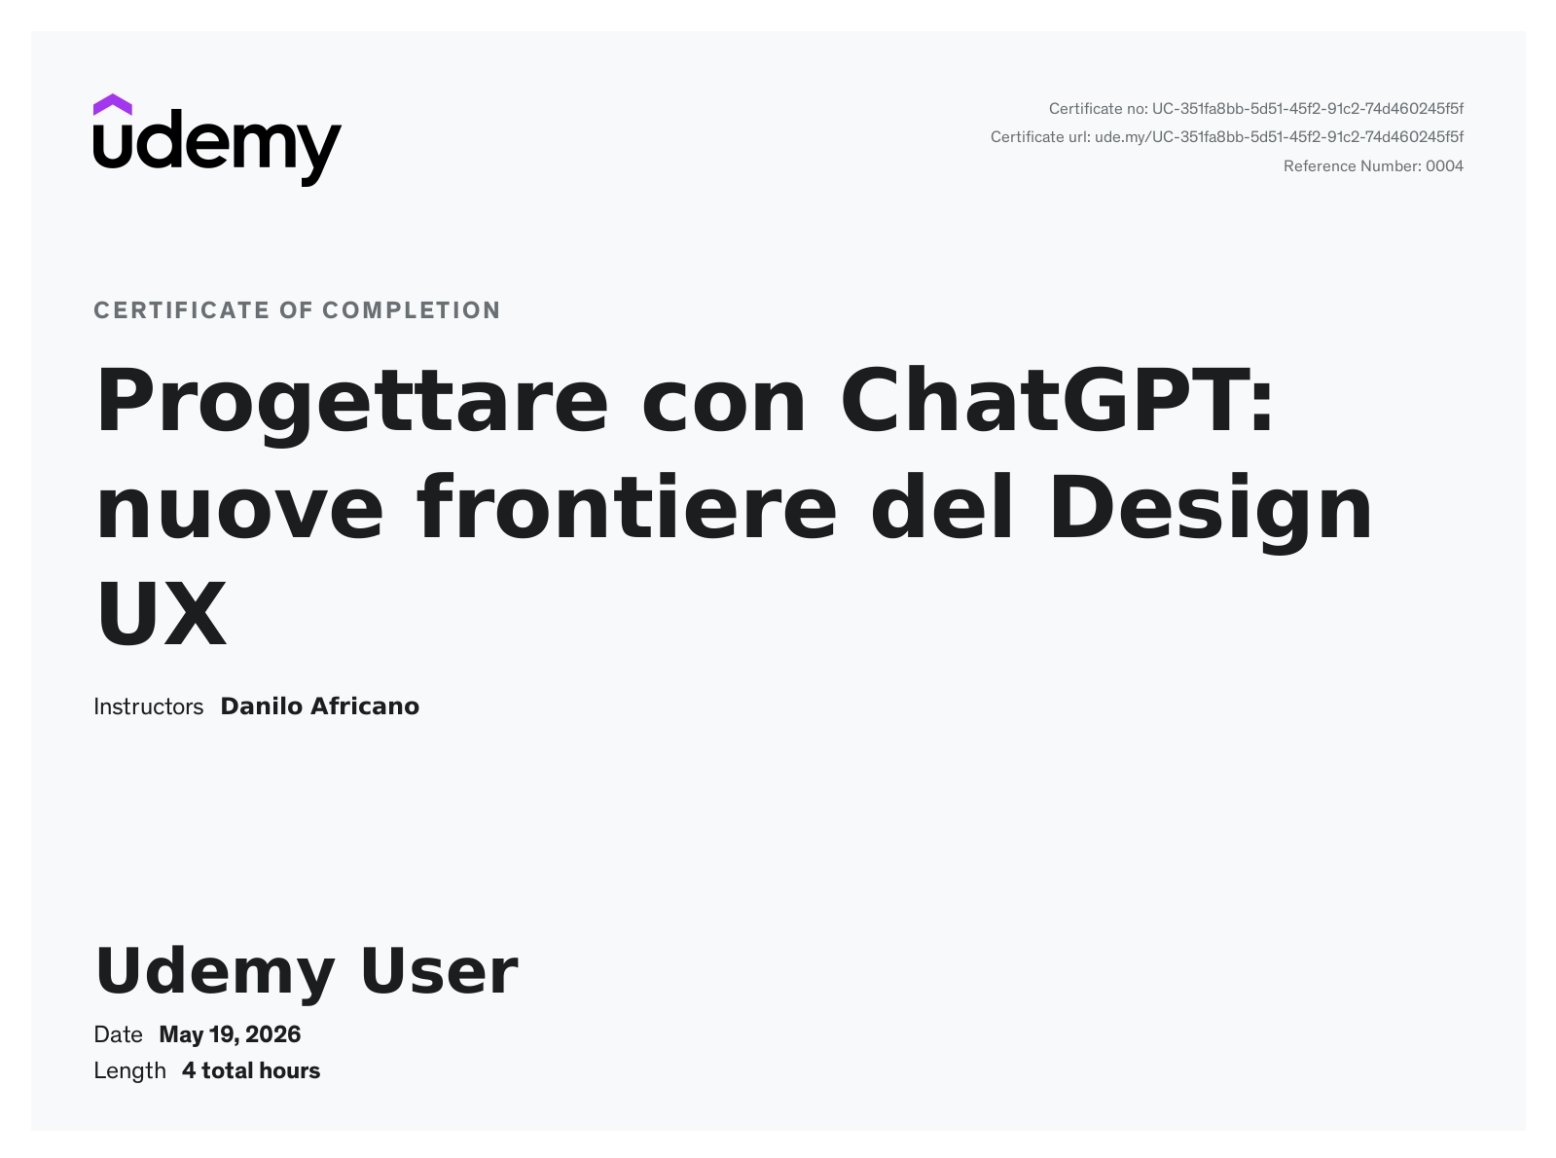 udemy
Certificate no: UC-351fa8bb-5d51-45f2-91c2-74d460245f5f
Certificate url: ude.my/UC-351fa8bb-5d51-45f2-91c2-74d460245f5f
Reference Number: 0004
CERTIFICATE OF COMPLETION
Progettare con ChatGPT:
nuove frontiere del Design
UX
Instructors Danilo Africano
Udemy User
Date May 19, 2026
Length 4 total hours